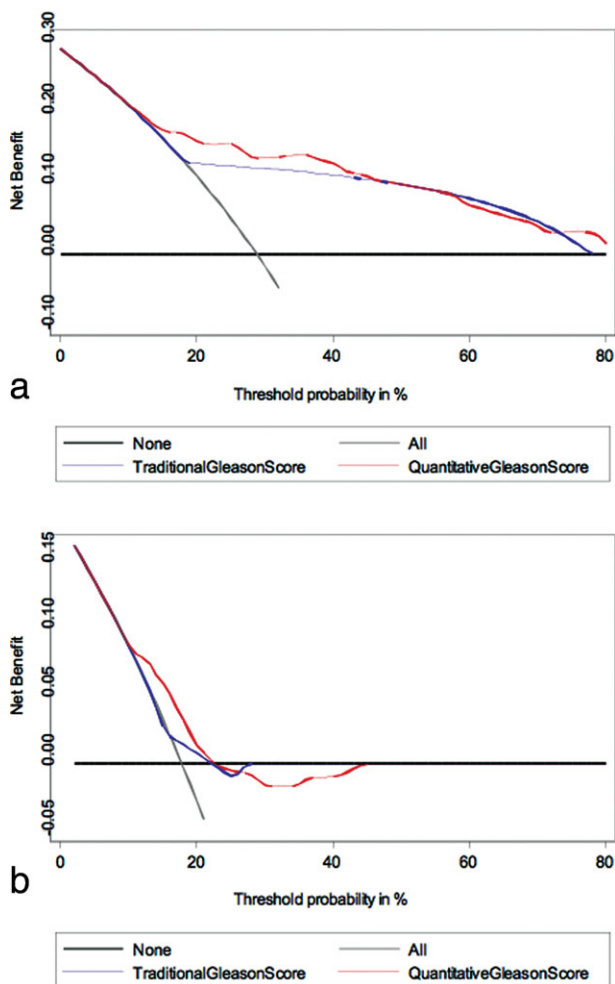 0.30
0.20
0.10
0.00
-0.10
Net Benefit
0 20 40 60 80
Threshold probability in %
a
None All
TraditionalGleasonScore QuantitativeGleasonScore
0.15
0.10
0.05
0.00
-0.05
Net Benefit
0 20 40 60 80
Threshold probability in %
b
None All
TraditionalGleasonScore QuantitativeGleasonScore